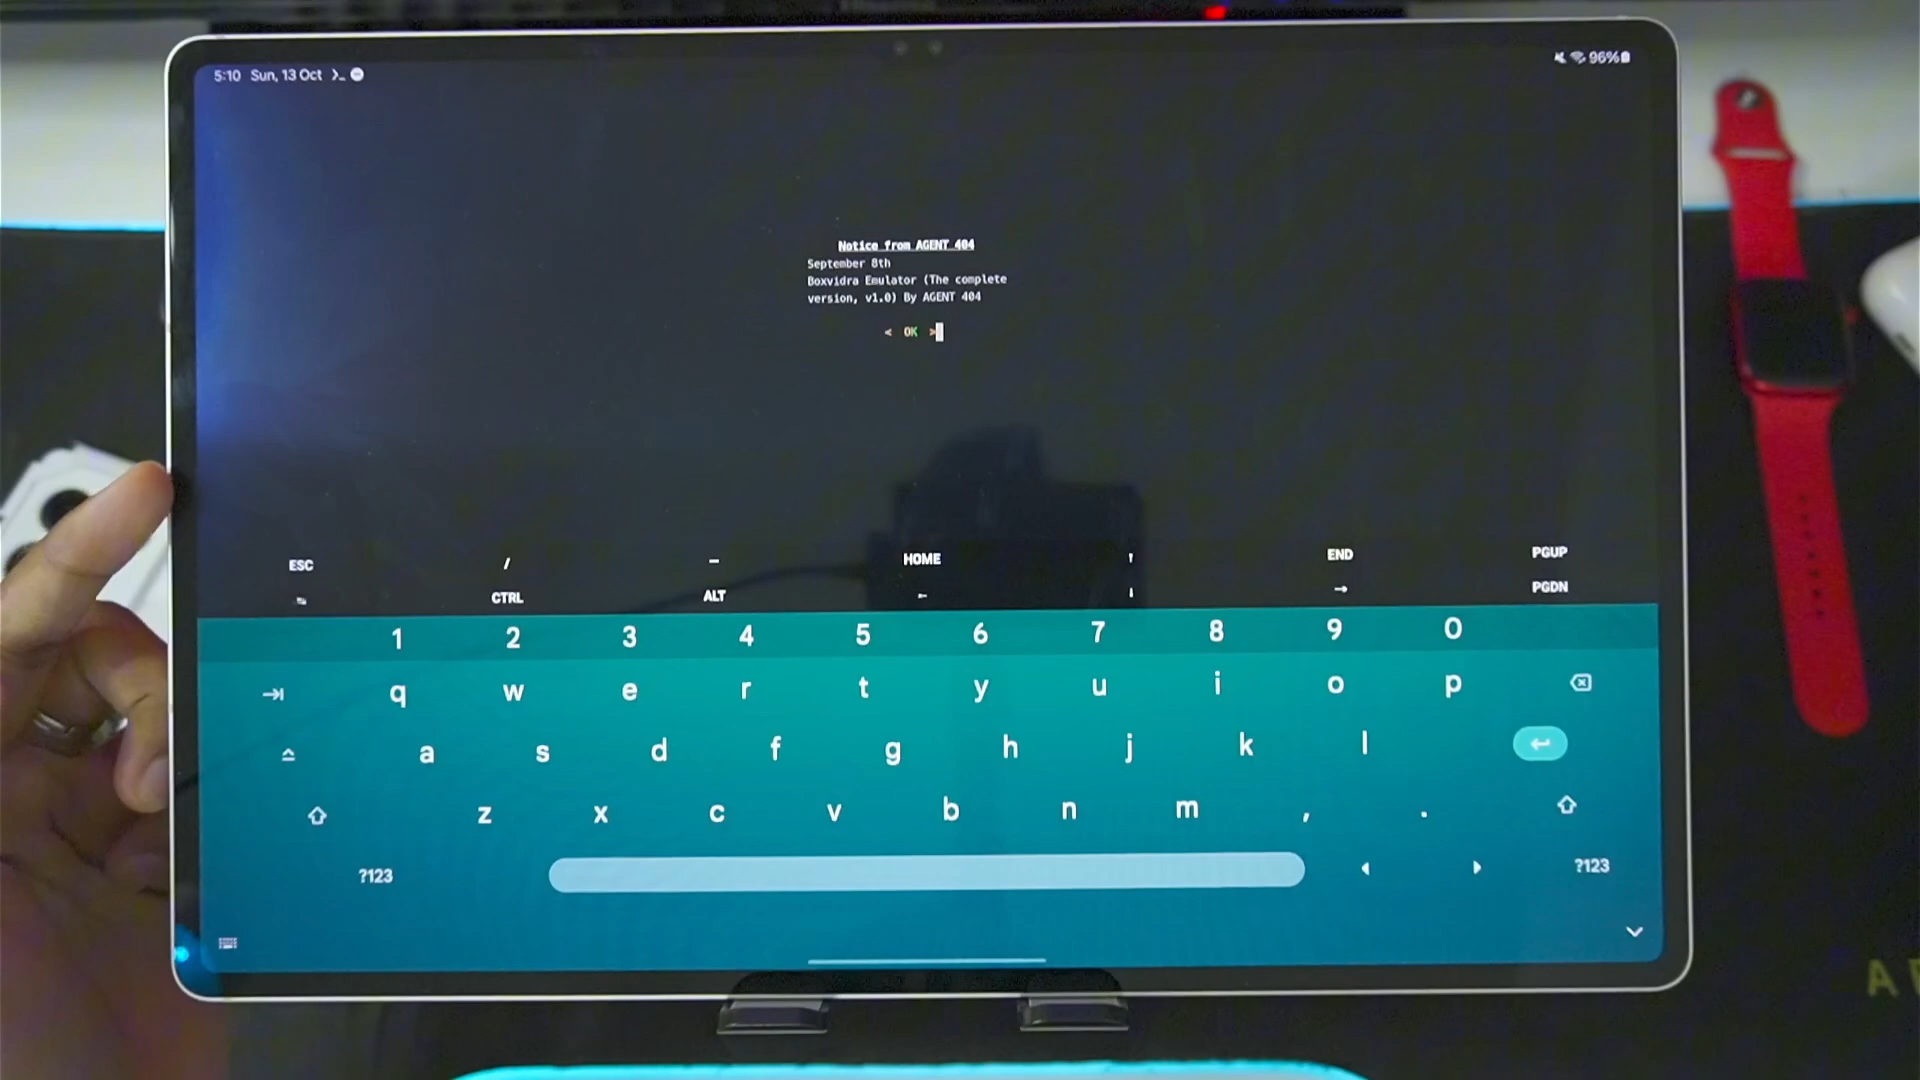 5:10 Sun, 13 Oct
96%
Notice from AGENT 404
September 8th
Boxvidra Emulator (The complete
version, v1.0) By AGENT 404
< OK >
ESC / — HOME ↑ END PGUP
CTRL ALT ← ↓ → PGDN
1 2 3 4 5 6 7 8 9 0
q w e r t y u i o p
a s d f g h j k l
z x c v b n m , .
?123 ?123